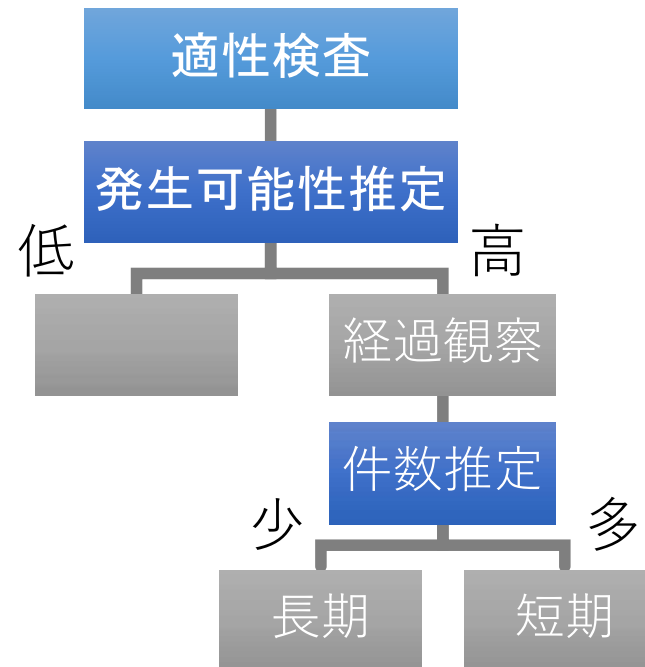 適性検査
発生可能性推定
低
高
経過観察
件数推定
少
多
長期
短期